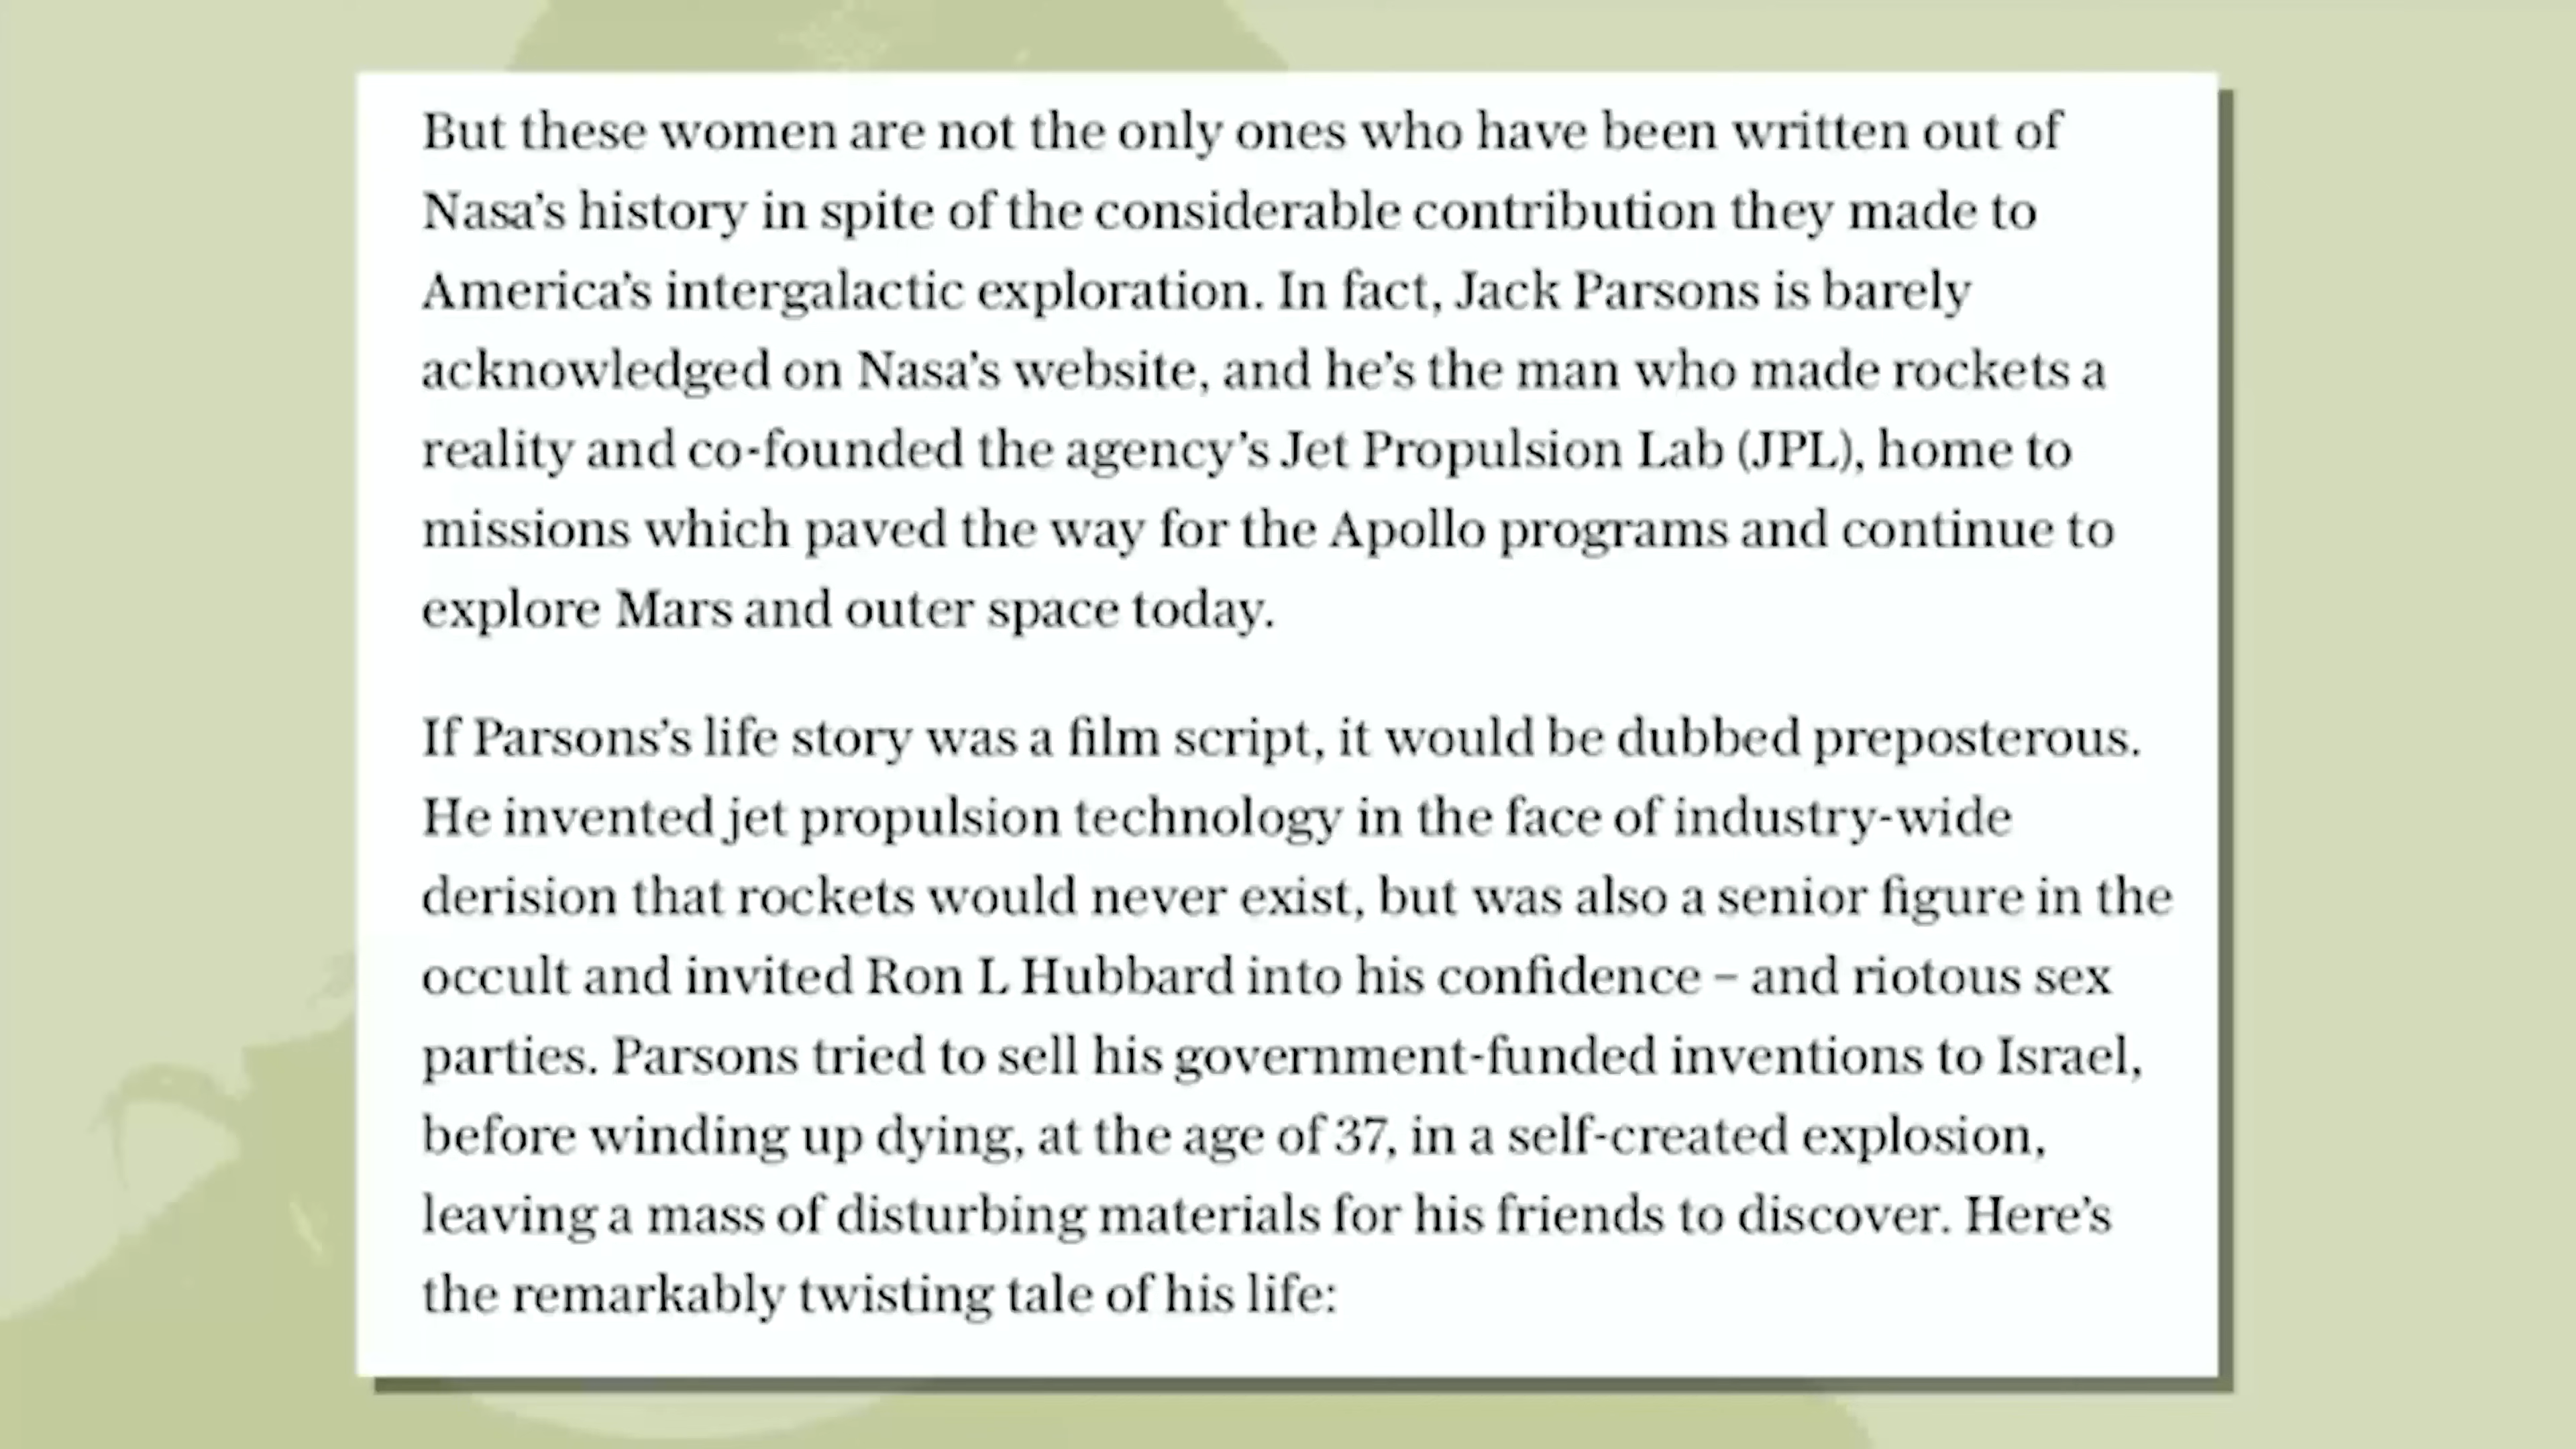 But these women are not the only ones who have been written out of
Nasa’s history in spite of the considerable contribution they made to
America’s intergalactic exploration. In fact, Jack Parsons is barely
acknowledged on Nasa’s website, and he’s the man who made rockets a
reality and co-founded the agency’s Jet Propulsion Lab (JPL), home to
missions which paved the way for the Apollo programs and continue to
explore Mars and outer space today.
If Parsons’s life story was a film script, it would be dubbed preposterous.
He invented jet propulsion technology in the face of industry-wide
derision that rockets would never exist, but was also a senior figure in the
occult and invited Ron L Hubbard into his confidence – and riotous sex
parties. Parsons tried to sell his government-funded inventions to Israel,
before winding up dying, at the age of 37, in a self-created explosion,
leaving a mass of disturbing materials for his friends to discover. Here’s
the remarkably twisting tale of his life: